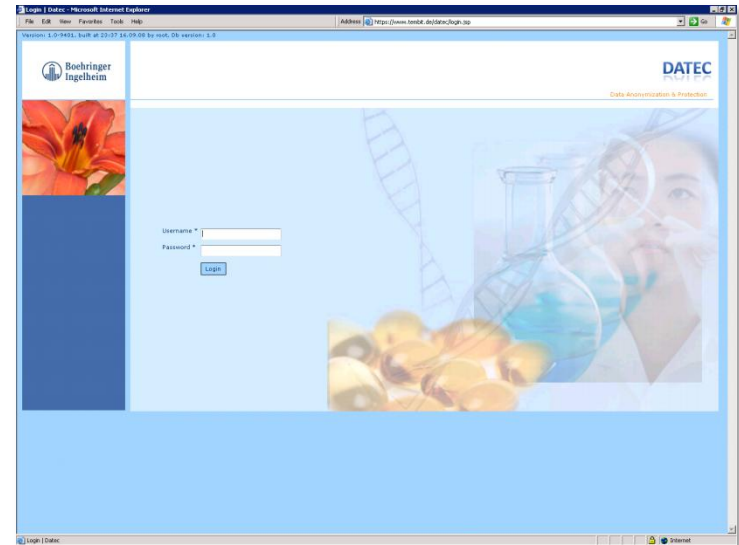 Login | Datec - Microsoft Internet Explorer
File Edit View Favorites Tools Help
Address https://www.tembit.de/datec/login.jsp Go
Version: 1.0-9401, built at 23:37 16.09.08 by root, Db version: 1.0
Boehringer
Ingelheim
DATEC
Data Anonymization & Protection
Username *
Password *
Login
Login | Datec
Internet